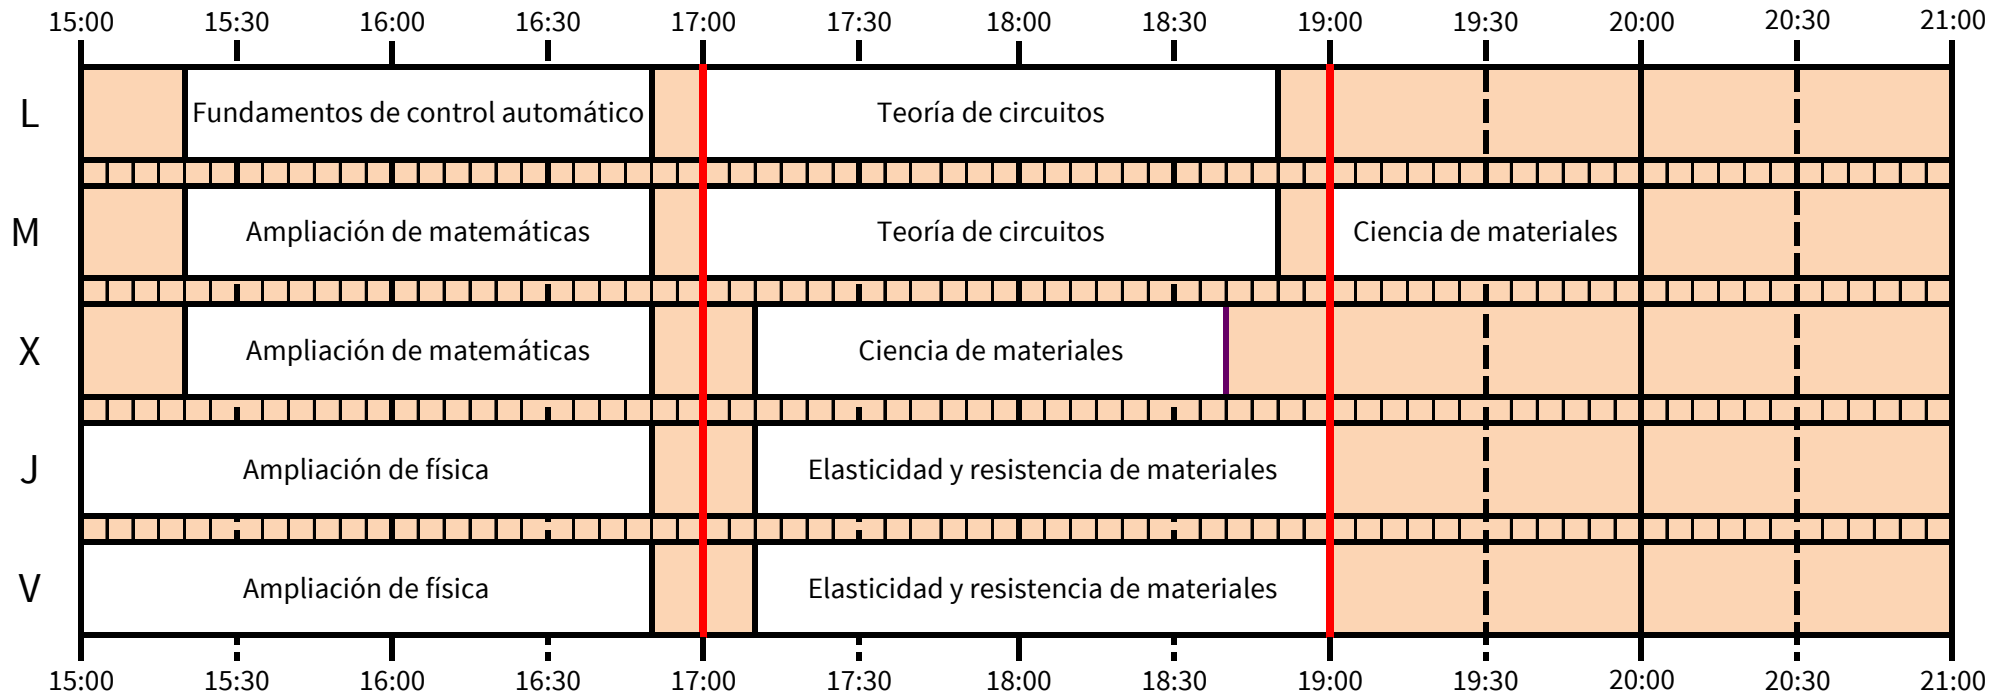 15:00 15:30 16:00 16:30 17:00 17:30 18:00 18:30 19:00 19:30 20:00 20:30 21:00
L Fundamentos de control automático Teoría de circuitos
M Ampliación de matemáticas Teoría de circuitos Ciencia de materiales
X Ampliación de matemáticas Ciencia de materiales
J Ampliación de física Elasticidad y resistencia de materiales
V Ampliación de física Elasticidad y resistencia de materiales
15:00 15:30 16:00 16:30 17:00 17:30 18:00 18:30 19:00 19:30 20:00 20:30 21:00